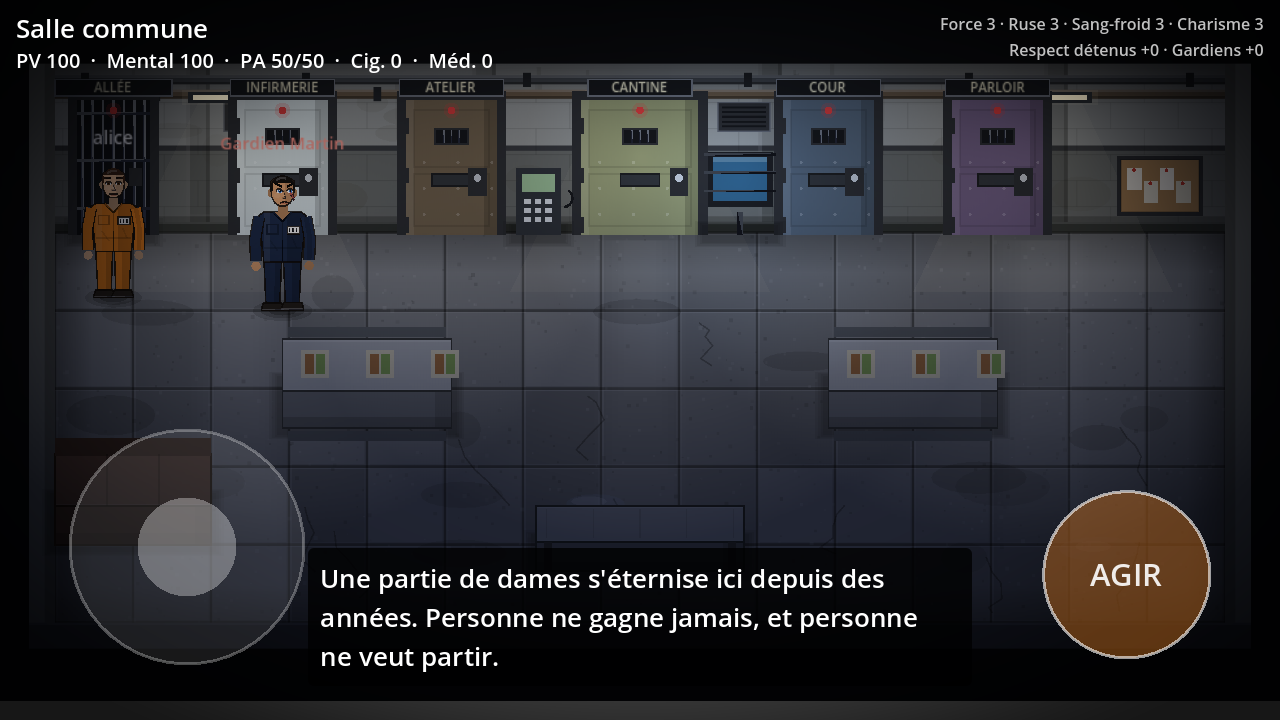 Salle commune
PV 100 · Mental 100 · PA 50/50 · Cig. 0 · Méd. 0
Force 3 · Ruse 3 · Sang-froid 3 · Charisme 3
Respect détenus +0 · Gardiens +0
ALLÉE
INFIRMERIE
ATELIER
CANTINE
COUR
PARLOIR
alice
Gardien Martin
Une partie de dames s'éternise ici depuis des
années. Personne ne gagne jamais, et personne
ne veut partir.
AGIR